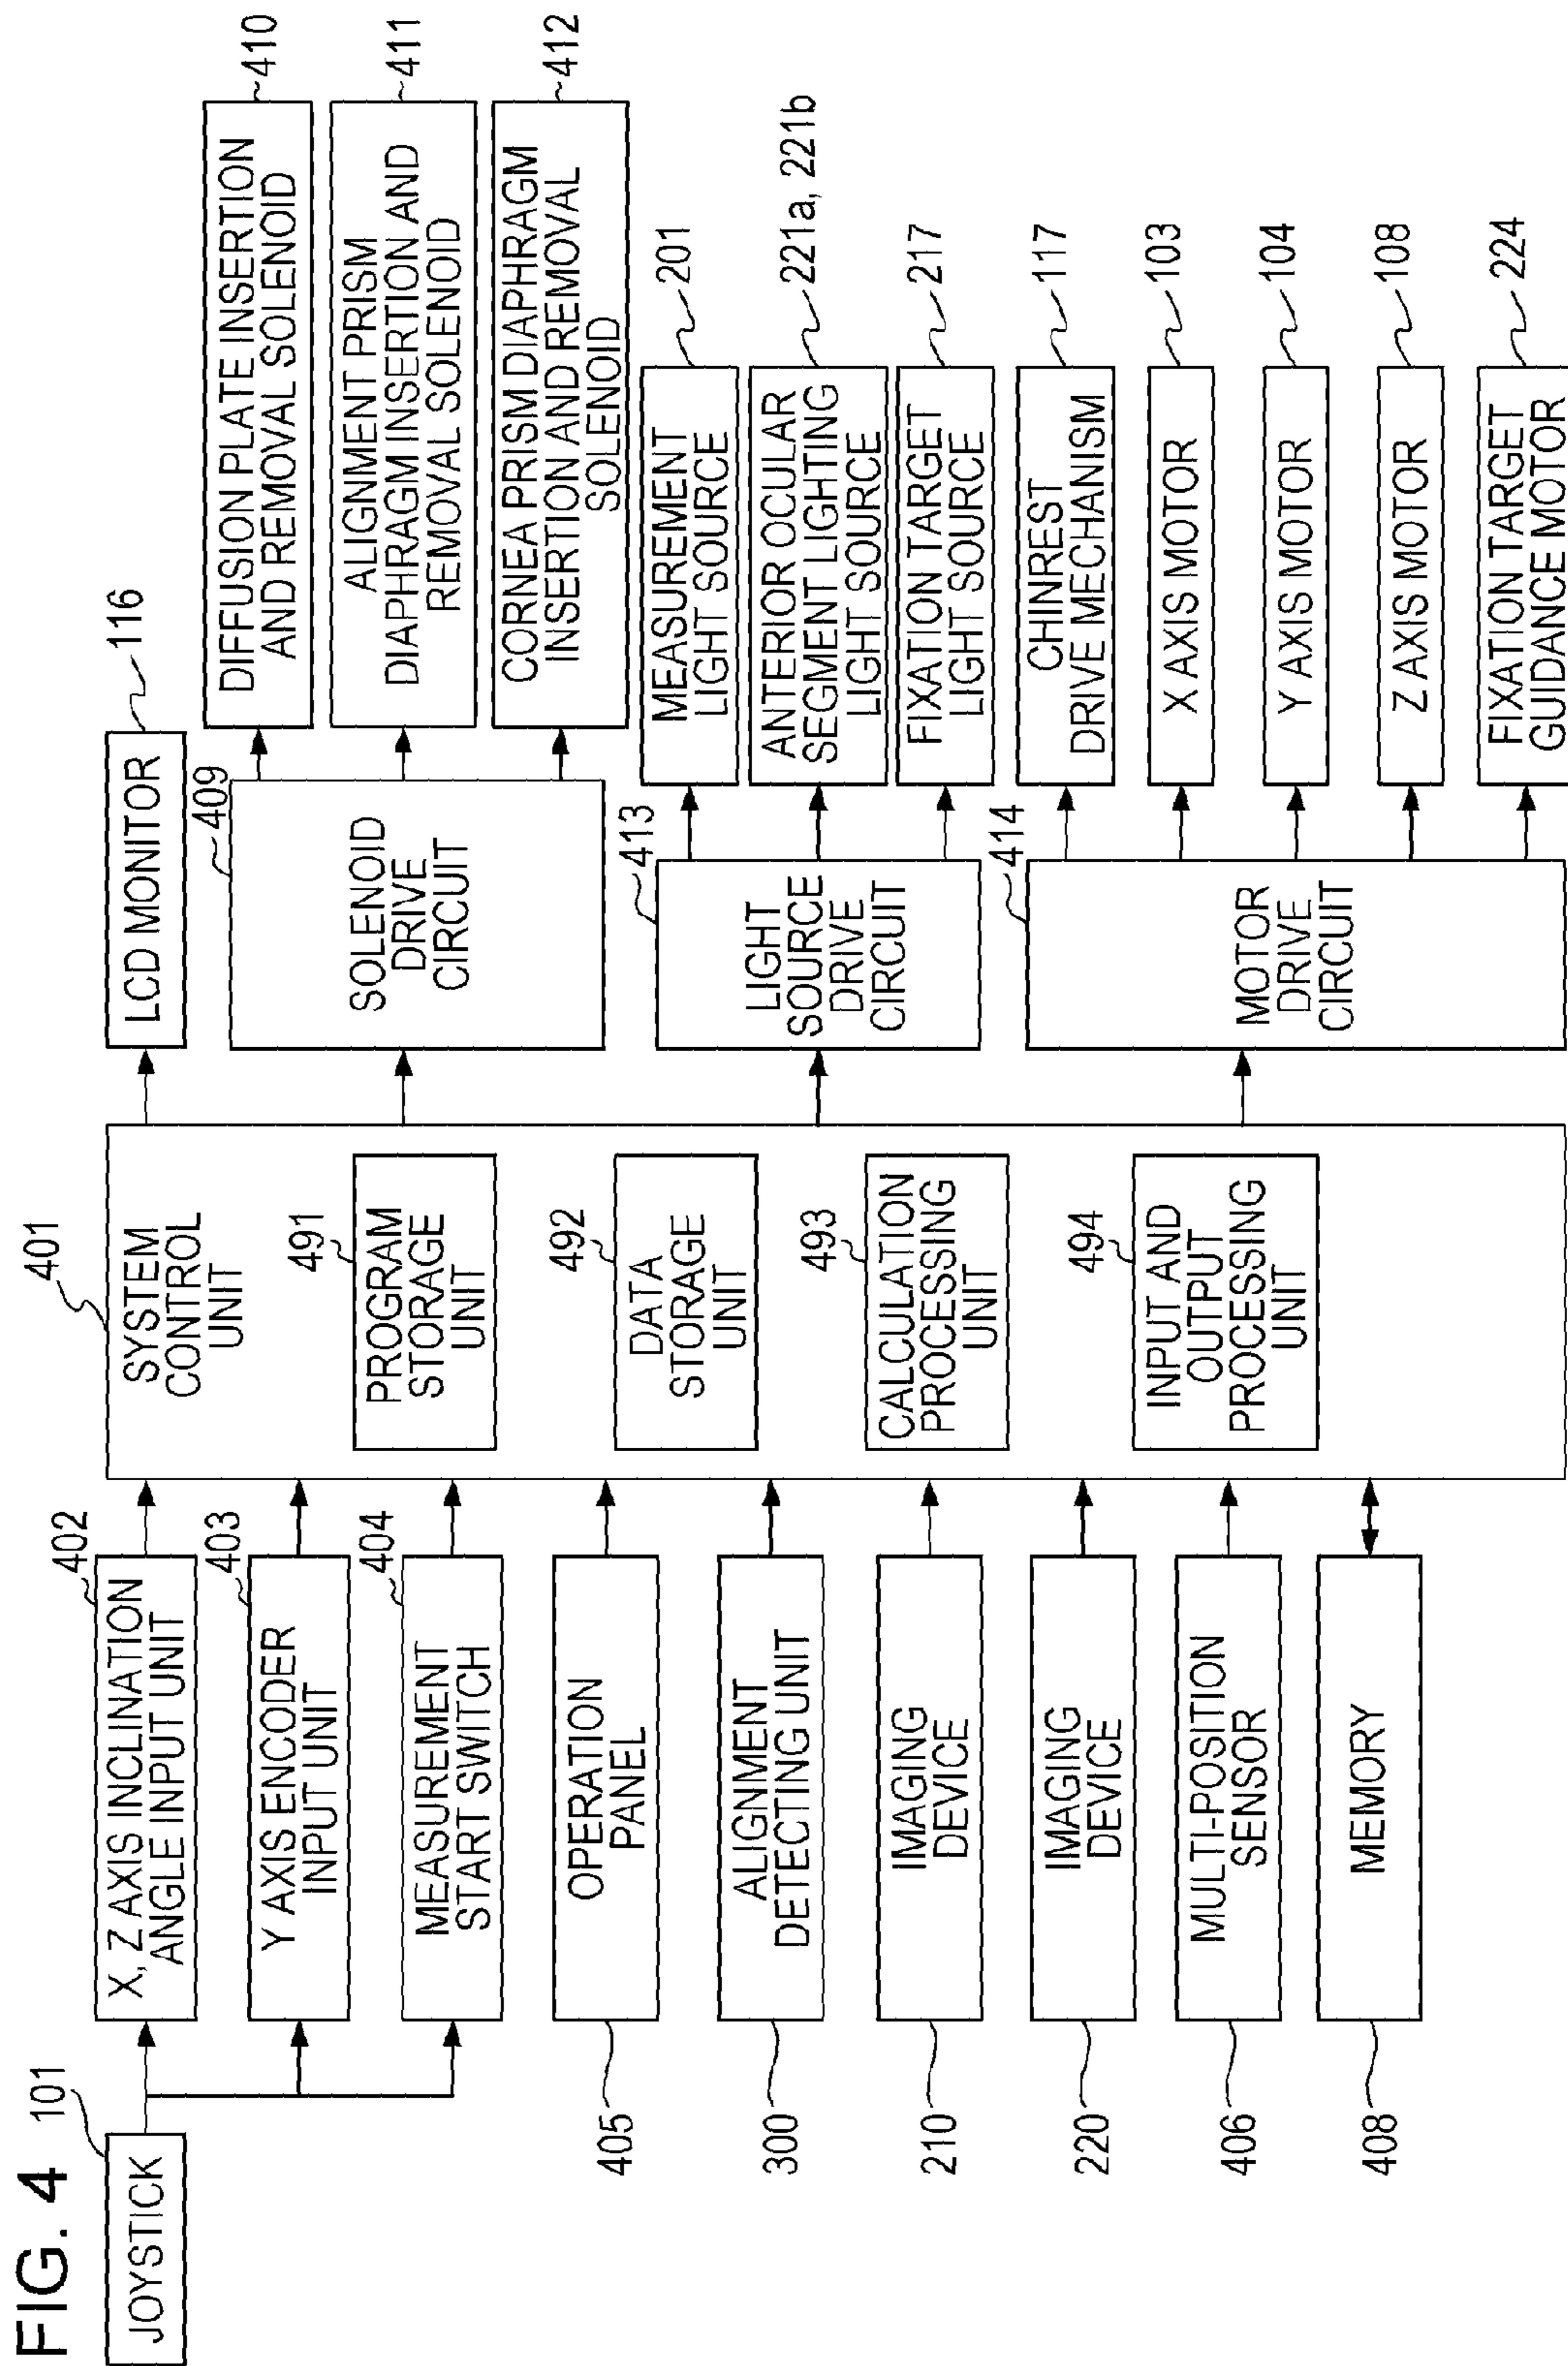 FIG. 4
101
JOYSTICK
402
X, Z AXIS INCLINATION
ANGLE INPUT UNIT
403
Y AXIS ENCODER
INPUT UNIT
404
MEASUREMENT
START SWITCH
405
OPERATION
PANEL
300
ALIGNMENT
DETECTING UNIT
210
IMAGING
DEVICE
220
IMAGING
DEVICE
406
MULTI-POSITION
SENSOR
408
MEMORY
401
SYSTEM
CONTROL
UNIT
491
PROGRAM
STORAGE
UNIT
492
DATA
STORAGE
UNIT
493
CALCULATION
PROCESSING
UNIT
494
INPUT AND
OUTPUT
PROCESSING
UNIT
LCD MONITOR
116
409
SOLENOID
DRIVE
CIRCUIT
DIFFUSION PLATE INSERTION
AND REMOVAL SOLENOID
410
ALIGNMENT PRISM
DIAPHRAGM INSERTION AND
REMOVAL SOLENOID
411
CORNEA PRISM DIAPHRAGM
INSERTION AND REMOVAL
SOLENOID
412
413
LIGHT
SOURCE
DRIVE
CIRCUIT
MEASUREMENT
LIGHT SOURCE
201
ANTERIOR OCULAR
SEGMENT LIGHTING
LIGHT SOURCE
221a, 221b
FIXATION TARGET
LIGHT SOURCE
217
414
MOTOR
DRIVE
CIRCUIT
CHINREST
DRIVE MECHANISM
117
X AXIS MOTOR
103
Y AXIS MOTOR
104
Z AXIS MOTOR
108
FIXATION TARGET
GUIDANCE MOTOR
224